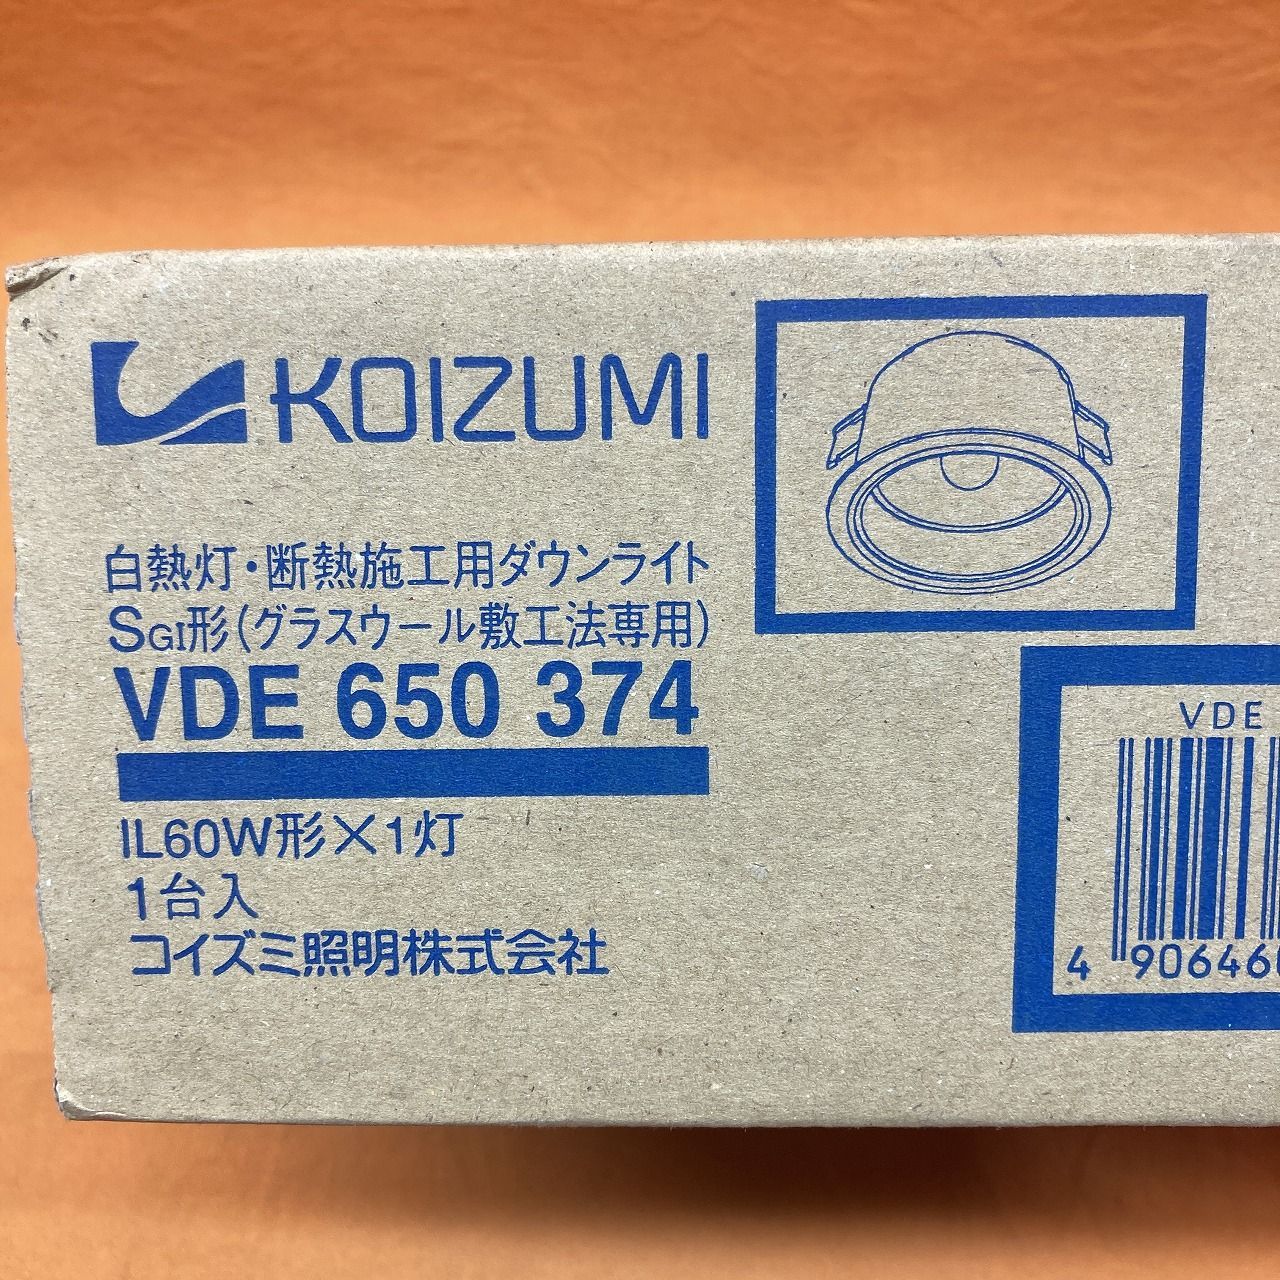 KOIZUMI
白熱灯・断熱施工用ダウンライト
SGI形(グラスウール敷工法専用)
VDE 650 374
IL60W形×1灯
1台入
コイズミ照明株式会社
VDE
4 906460